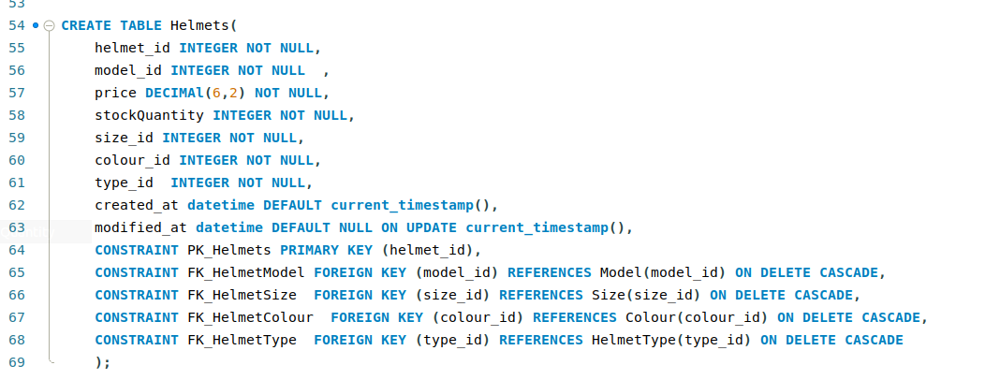 53
54 CREATE TABLE Helmets(
55 helmet_id INTEGER NOT NULL,
56 model_id INTEGER NOT NULL  ,
57 price DECIMAl(6,2) NOT NULL,
58 stockQuantity INTEGER NOT NULL,
59 size_id INTEGER NOT NULL,
60 colour_id INTEGER NOT NULL,
61 type_id  INTEGER NOT NULL,
62 created_at datetime DEFAULT current_timestamp(),
63 modified_at datetime DEFAULT NULL ON UPDATE current_timestamp(),
64 CONSTRAINT PK_Helmets PRIMARY KEY (helmet_id),
65 CONSTRAINT FK_HelmetModel FOREIGN KEY (model_id) REFERENCES Model(model_id) ON DELETE CASCADE,
66 CONSTRAINT FK_HelmetSize  FOREIGN KEY (size_id) REFERENCES Size(size_id) ON DELETE CASCADE,
67 CONSTRAINT FK_HelmetColour  FOREIGN KEY (colour_id) REFERENCES Colour(colour_id) ON DELETE CASCADE,
68 CONSTRAINT FK_HelmetType  FOREIGN KEY (type_id) REFERENCES HelmetType(type_id) ON DELETE CASCADE
69 );